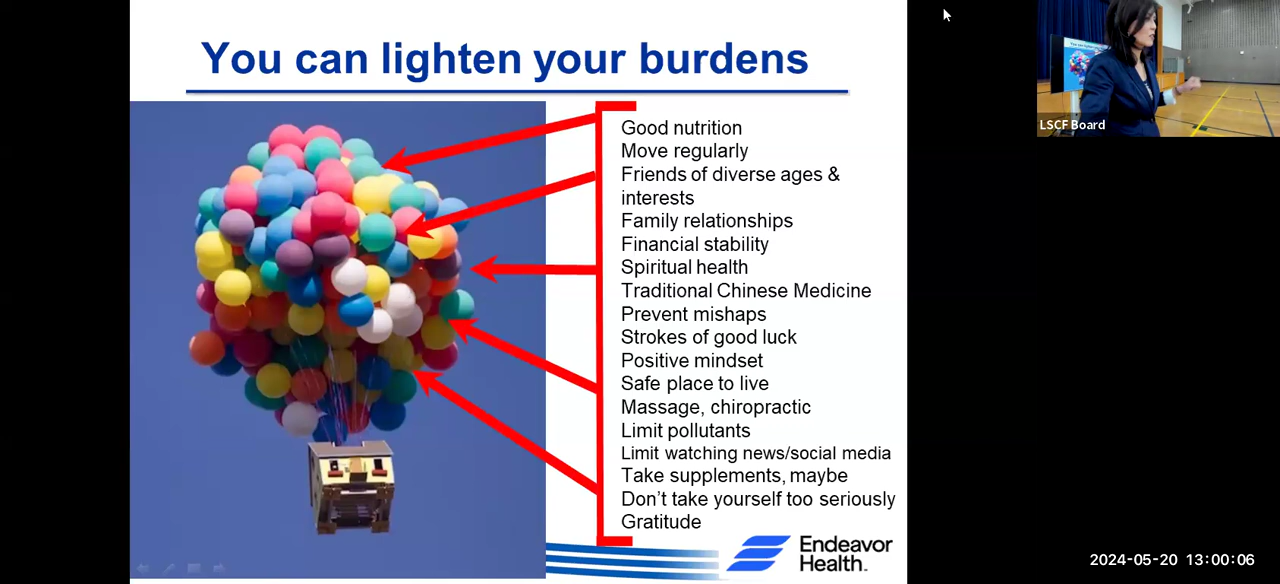 You can lighten your burdens
Good nutrition
Move regularly
Friends of diverse ages &
interests
Family relationships
Financial stability
Spiritual health
Traditional Chinese Medicine
Prevent mishaps
Strokes of good luck
Positive mindset
Safe place to live
Massage, chiropractic
Limit pollutants
Limit watching news/social media
Take supplements, maybe
Don’t take yourself too seriously
Gratitude
Endeavor
Health.
LSCF Board
2024-05-20 13:00:06